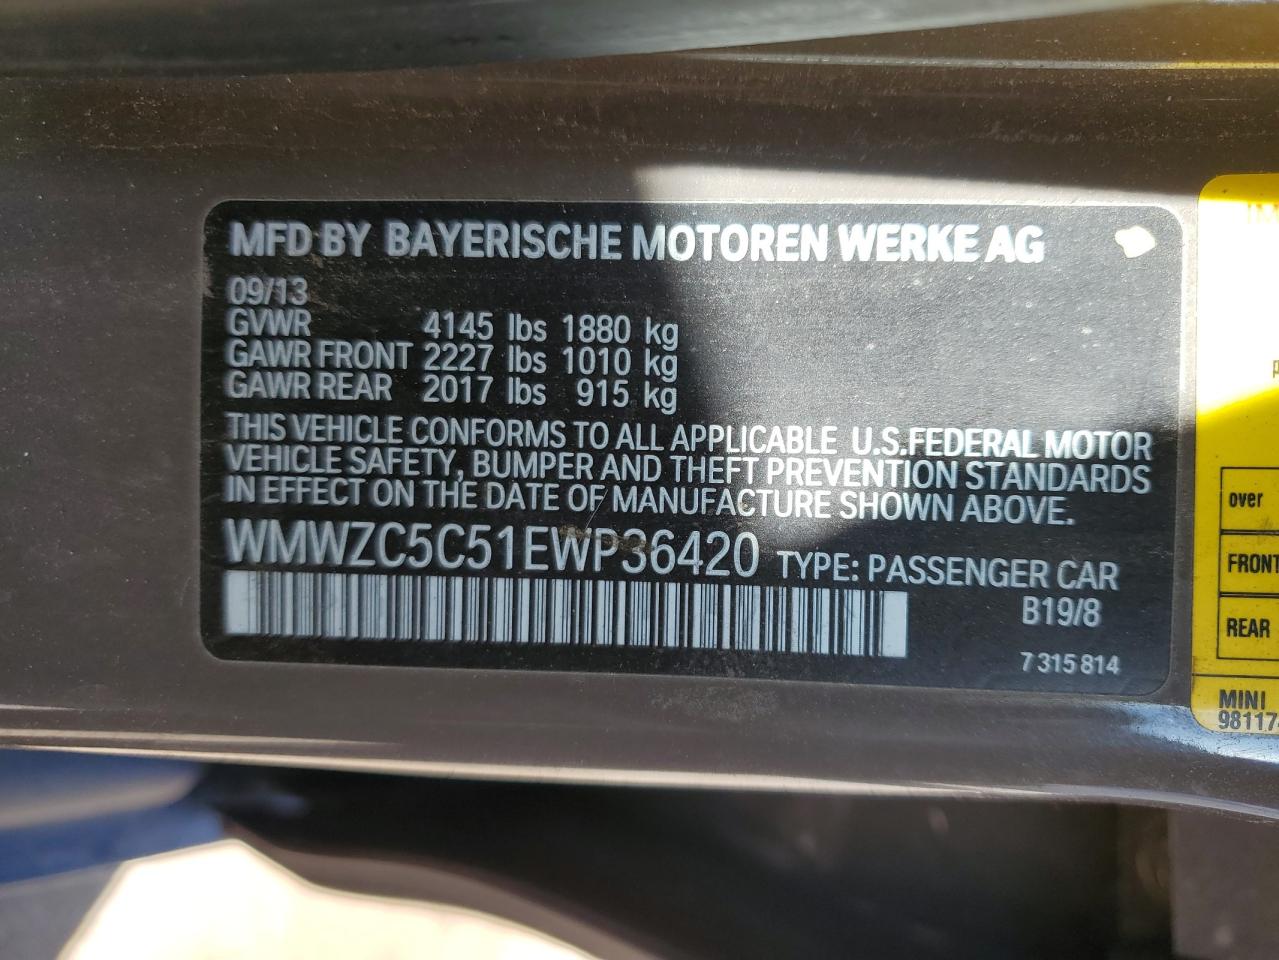 MFD BY BAYERISCHE MOTOREN WERKE AG
09/13
GVWR 4145 lbs 1880 kg
GAWR FRONT 2227 lbs 1010 kg
GAWR REAR 2017 lbs 915 kg
THIS VEHICLE CONFORMS TO ALL APPLICABLE U.S.FEDERAL MOTOR
VEHICLE SAFETY, BUMPER AND THEFT PREVENTION STANDARDS
IN EFFECT ON THE DATE OF MANUFACTURE SHOWN ABOVE.
WMWZC5C51EWP36420 TYPE: PASSENGER CAR
B19/8
7 315 814
over
FRONT
REAR
MINI